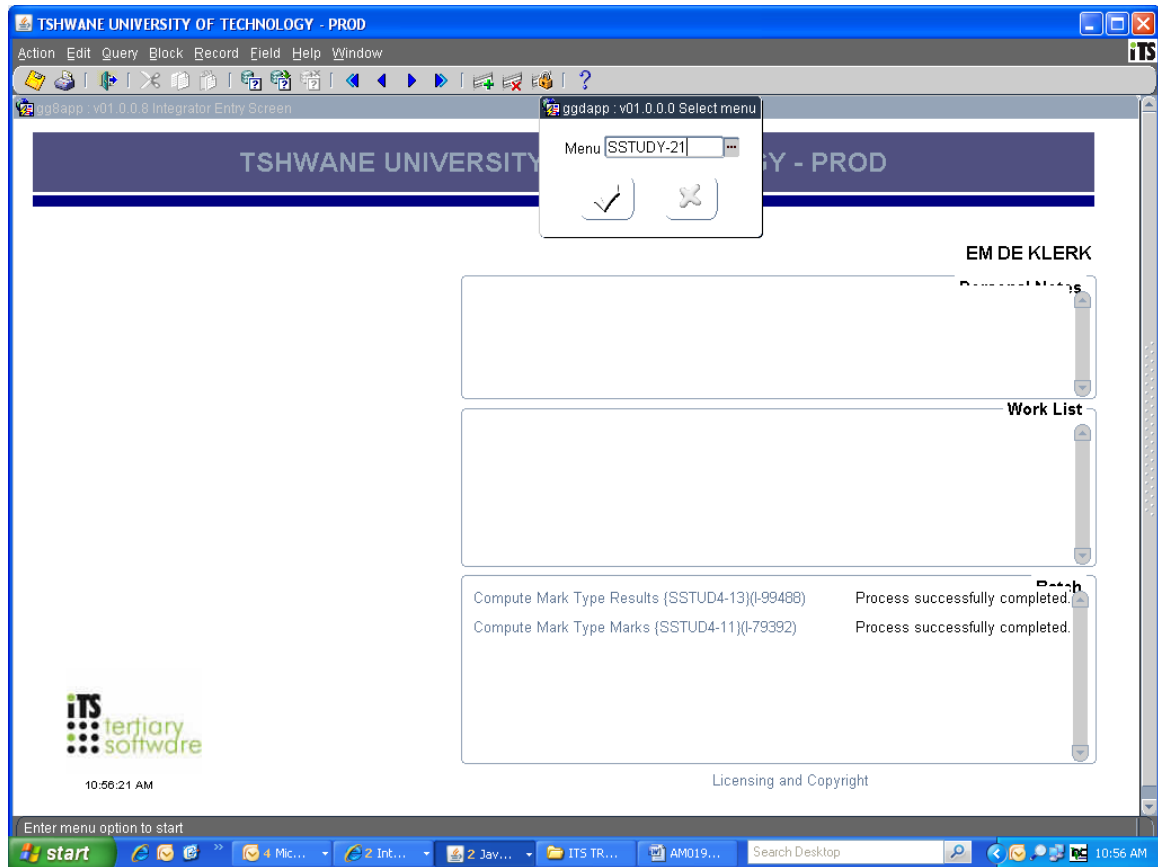 TSHWANE UNIVERSITY OF TECHNOLOGY - PROD
Action Edit Query Block Record Field Help Window
iTS
gg8app : v01.0.0.8 Integrator Entry Screen
ggdapp : v01.0.0.0 Select menu
Menu SSTUDY-21
TSHWANE UNIVERSITY GY - PROD
EM DE KLERK
Personal Notes
Work List
Batch
Compute Mark Type Results {SSTUD4-13}(I-99488) Process successfully completed.
Compute Mark Type Marks {SSTUD4-11}(I-79392) Process successfully completed.
iTS
tertiary
software
10:56:21 AM
Licensing and Copyright
Enter menu option to start
start 4 Mic... 2 Int... 2 Jav... ITS TR... AM019... Search Desktop 10:56 AM